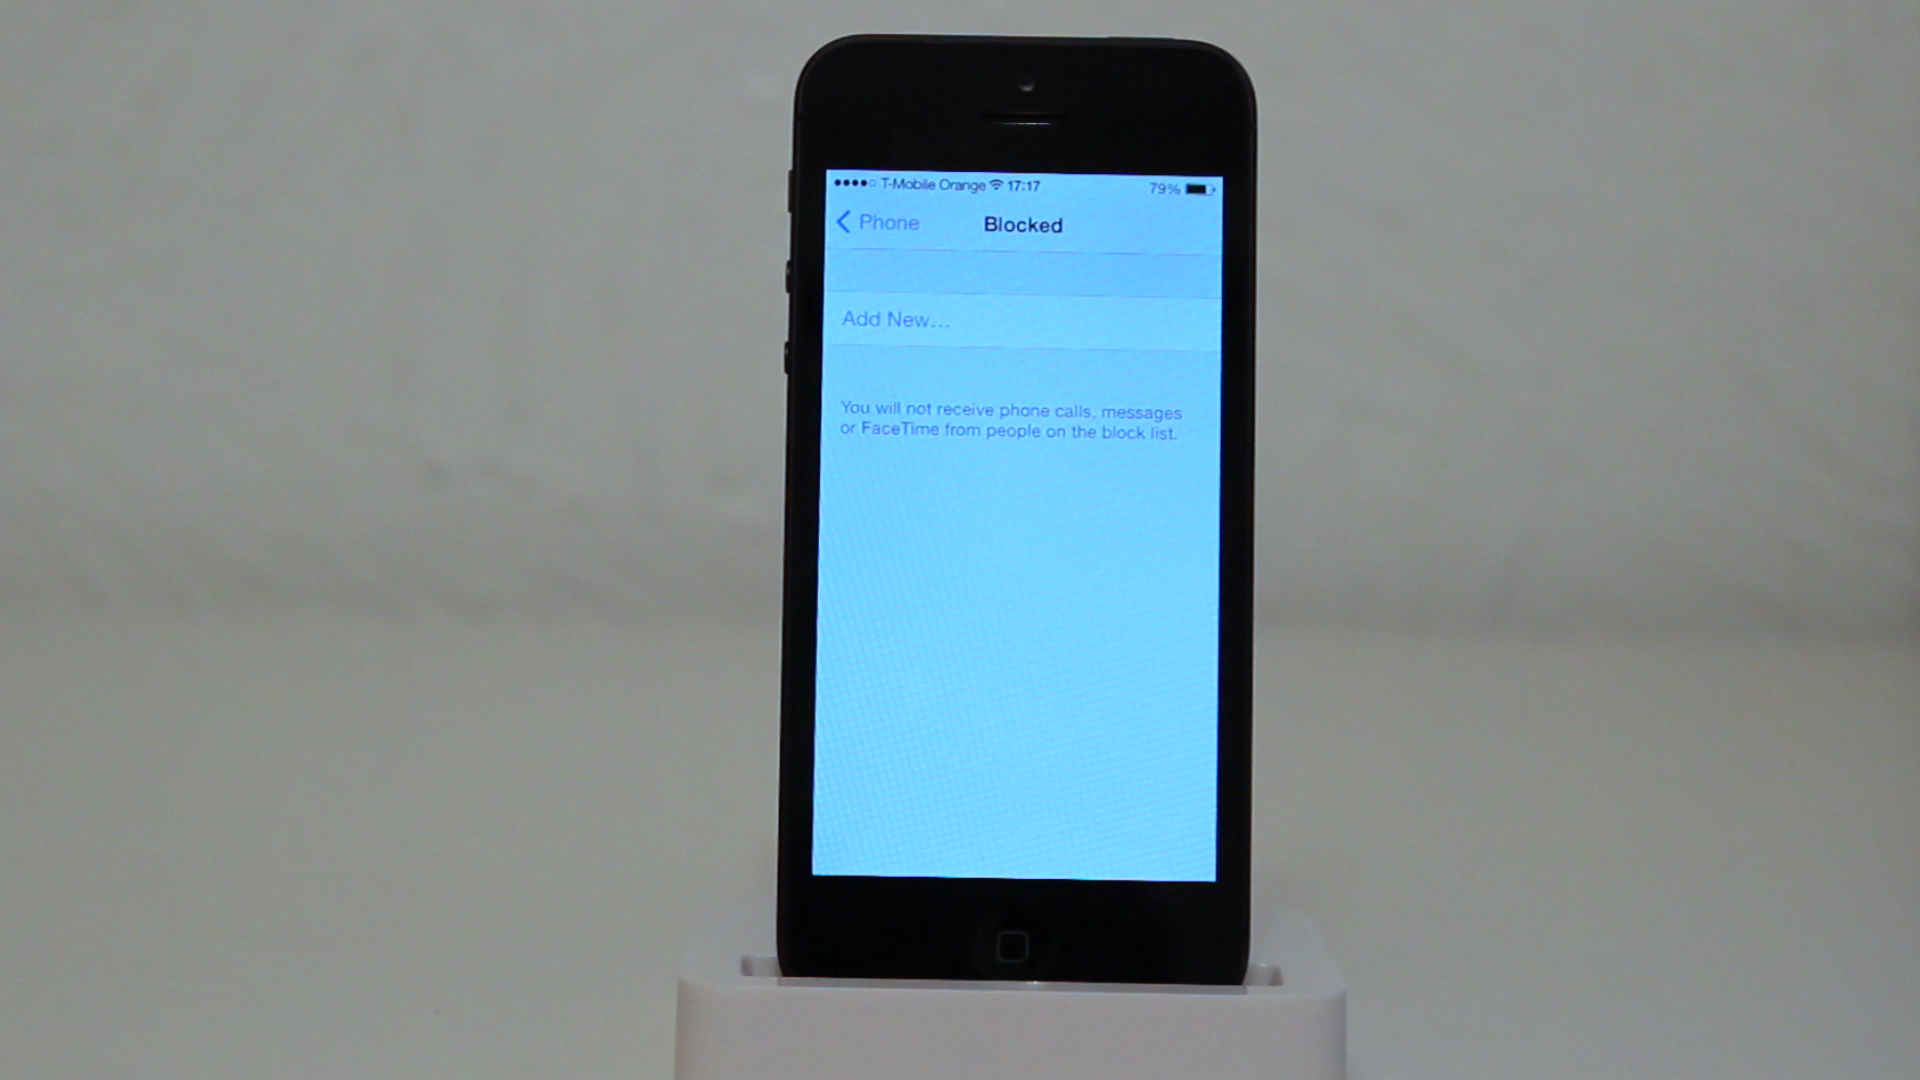 T-Mobile Orange 17:17 79%
Phone Blocked
Add New...
You will not receive phone calls, messages
or FaceTime from people on the block list.